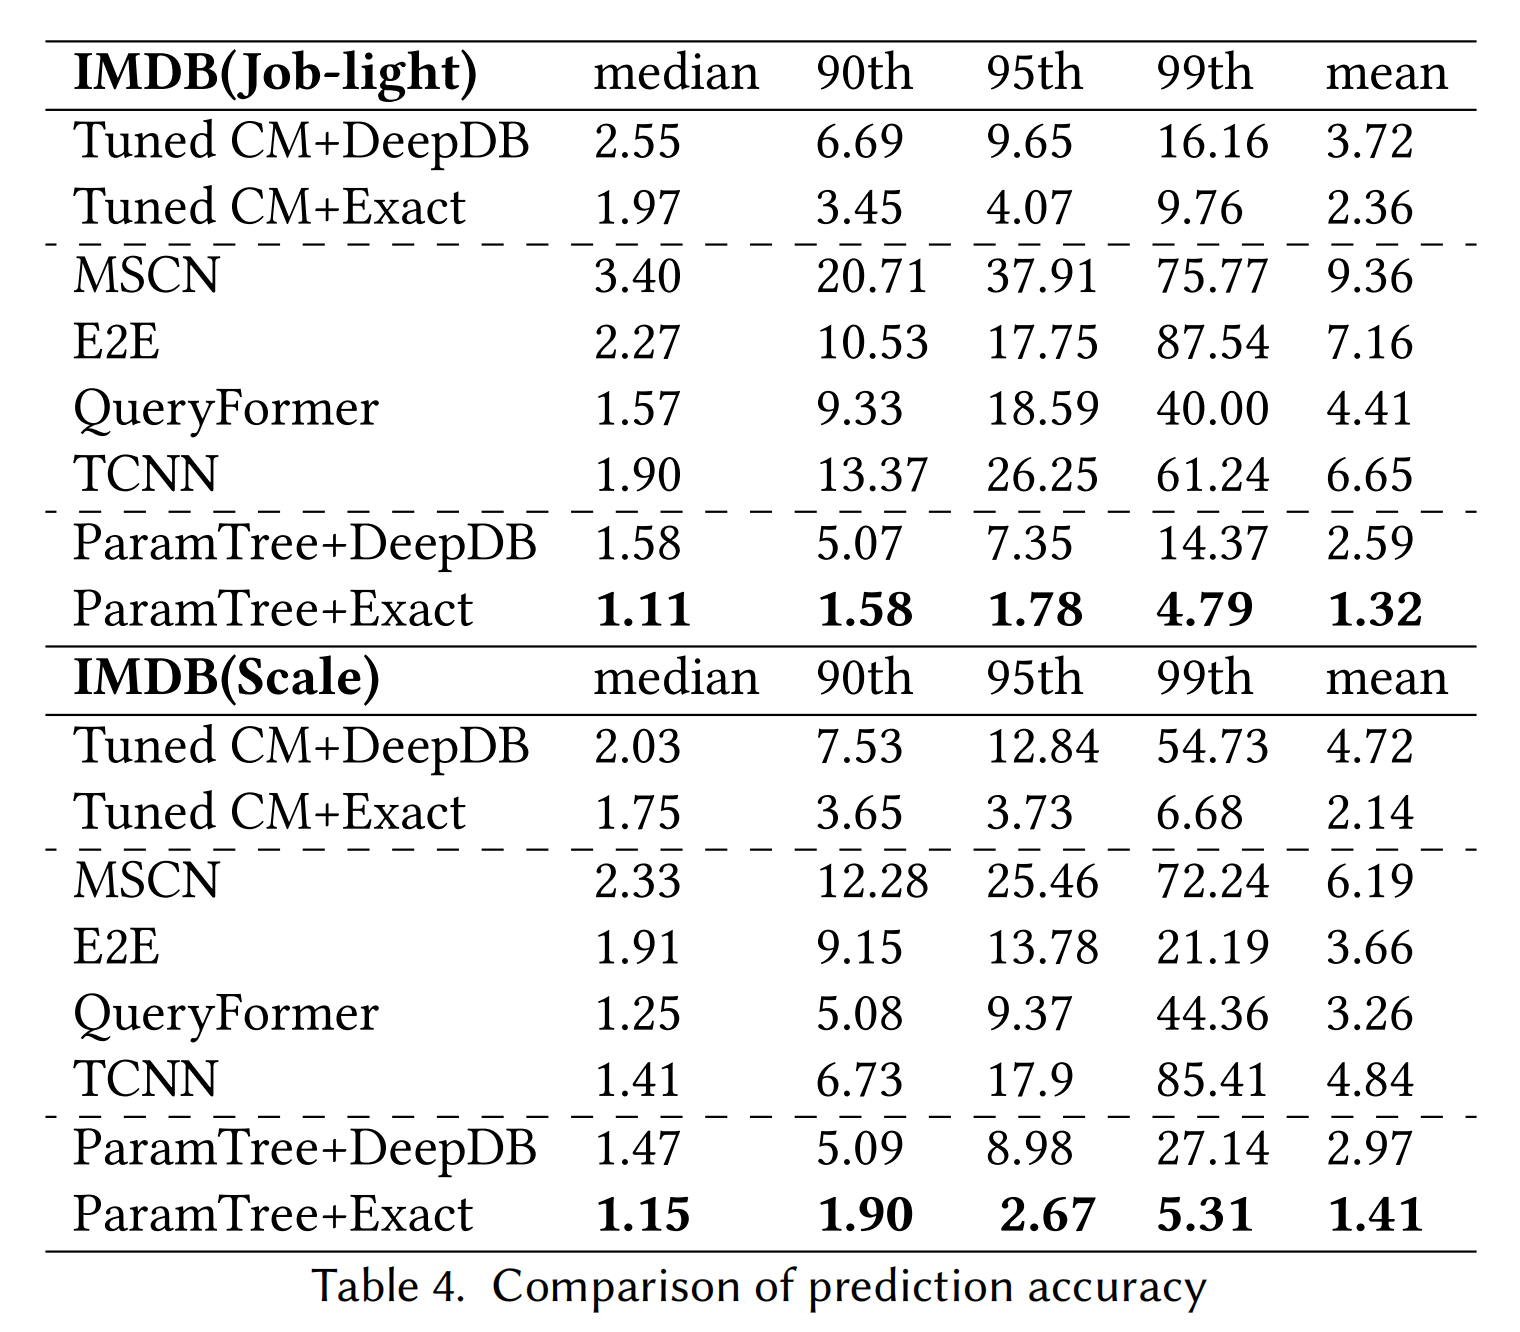 IMDB(Job-light) median 90th 95th 99th mean
Tuned CM+DeepDB 2.55 6.69 9.65 16.16 3.72
Tuned CM+Exact 1.97 3.45 4.07 9.76 2.36
MSCN 3.40 20.71 37.91 75.77 9.36
E2E 2.27 10.53 17.75 87.54 7.16
QueryFormer 1.57 9.33 18.59 40.00 4.41
TCNN 1.90 13.37 26.25 61.24 6.65
ParamTree+DeepDB 1.58 5.07 7.35 14.37 2.59
ParamTree+Exact 1.11 1.58 1.78 4.79 1.32
IMDB(Scale) median 90th 95th 99th mean
Tuned CM+DeepDB 2.03 7.53 12.84 54.73 4.72
Tuned CM+Exact 1.75 3.65 3.73 6.68 2.14
MSCN 2.33 12.28 25.46 72.24 6.19
E2E 1.91 9.15 13.78 21.19 3.66
QueryFormer 1.25 5.08 9.37 44.36 3.26
TCNN 1.41 6.73 17.9 85.41 4.84
ParamTree+DeepDB 1.47 5.09 8.98 27.14 2.97
ParamTree+Exact 1.15 1.90 2.67 5.31 1.41
Table 4. Comparison of prediction accuracy